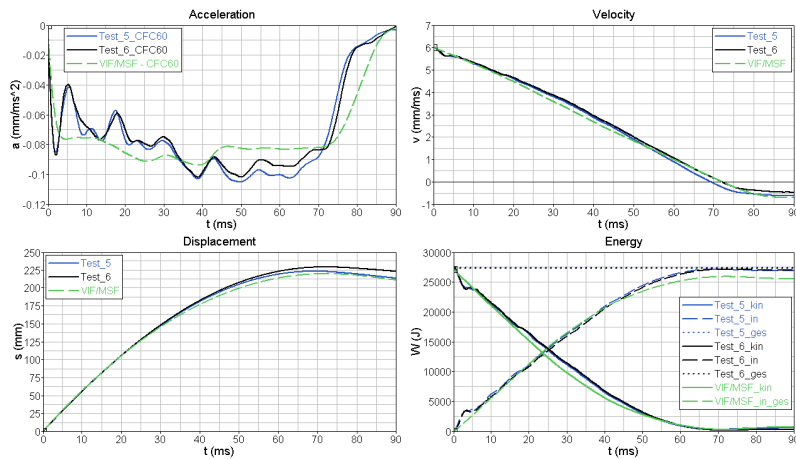 Acceleration
Test_5_CFC60
Test_6_CFC60
VIF/MSF - CFC60
a (mm/ms^2)
0
-0.02
-0.04
-0.06
-0.08
-0.1
-0.12
0 10 20 30 40 50 60 70 80 90
t (ms)
Velocity
Test_5
Test_6
VIF/MSF
v (mm/ms)
7
6
5
4
3
2
1
0
-1
0 10 20 30 40 50 60 70 80 90
t (ms)
Displacement
Test_5
Test_6
VIF/MSF
s (mm)
250
225
200
175
150
125
100
75
50
25
0
0 10 20 30 40 50 60 70 80 90
t (ms)
Energy
W (J)
30000
25000
20000
15000
10000
5000
0
Test_5_kin
Test_5_in
Test_5_ges
Test_6_kin
Test_6_in
Test_6_ges
VIF/MSF_kin
VIF/MSF_in_ges
0 10 20 30 40 50 60 70 80 90
t (ms)